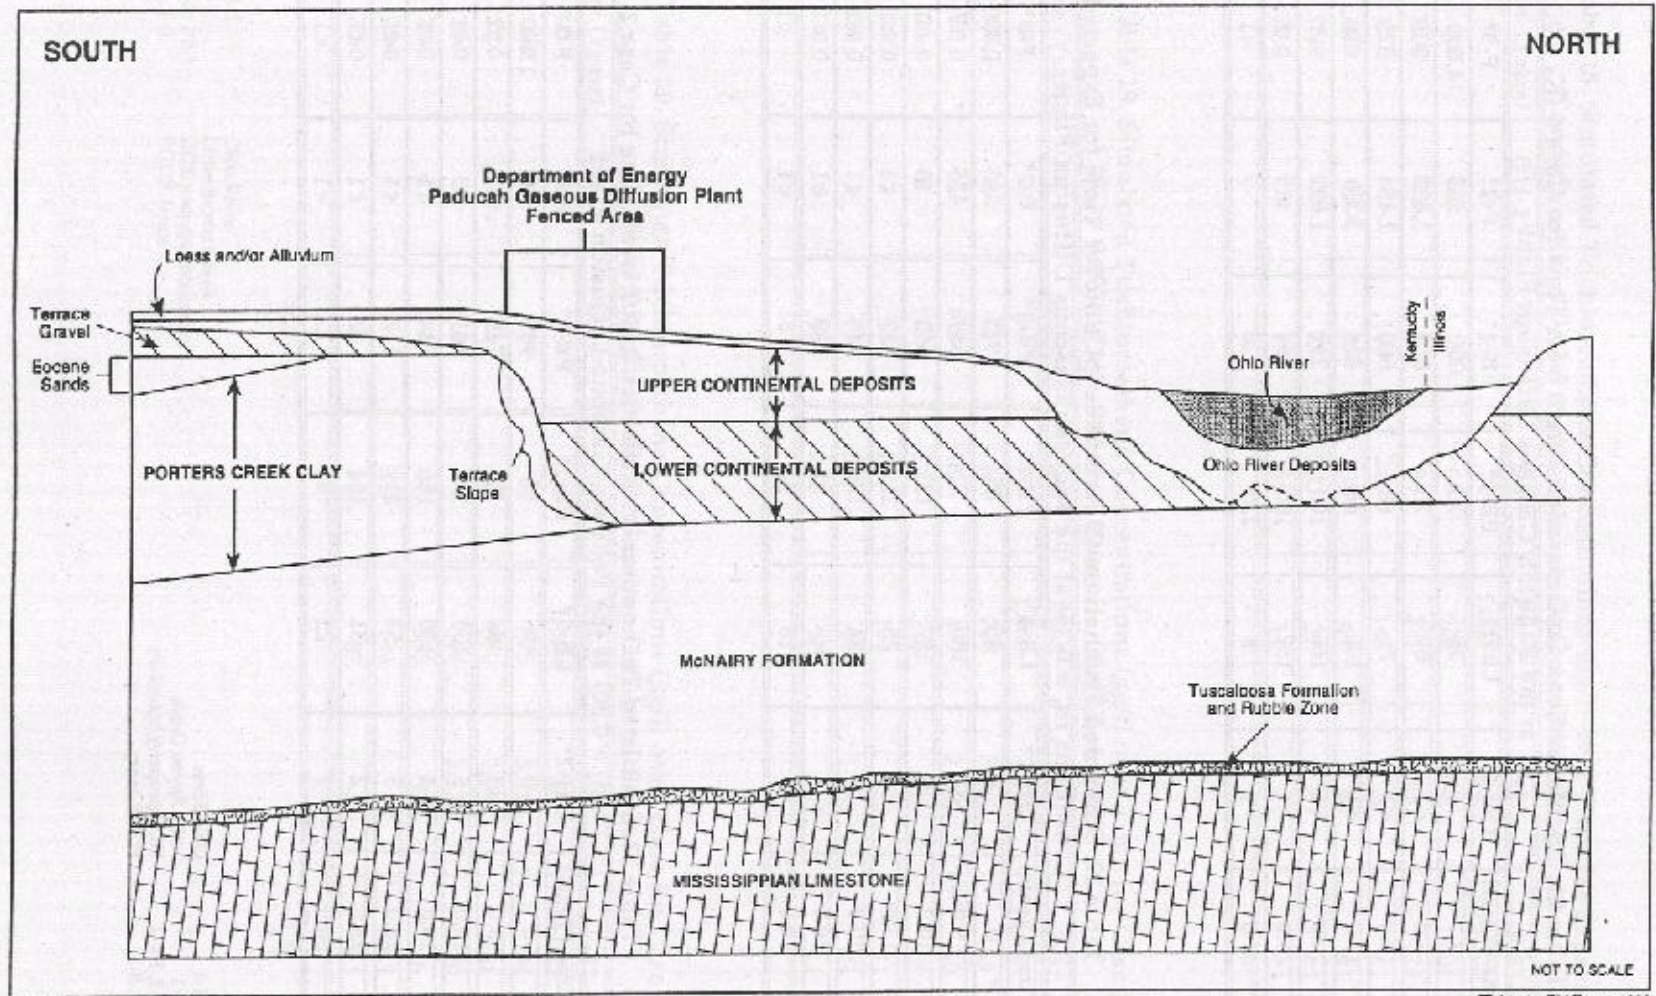 SOUTH
NORTH
Department of Energy
Paducah Gaseous Diffusion Plant
Fenced Area
Loess and/or Alluvium
Terrace
Gravel
Eocene
Sands
Kentucky
Illinois
Ohio River
UPPER CONTINENTAL DEPOSITS
PORTERS CREEK CLAY
Terrace
Slope
LOWER CONTINENTAL DEPOSITS
Ohio River Deposits
McNAIRY FORMATION
Tuscaloosa Formation
and Rubble Zone
MISSISSIPPIAN LIMESTONE
NOT TO SCALE